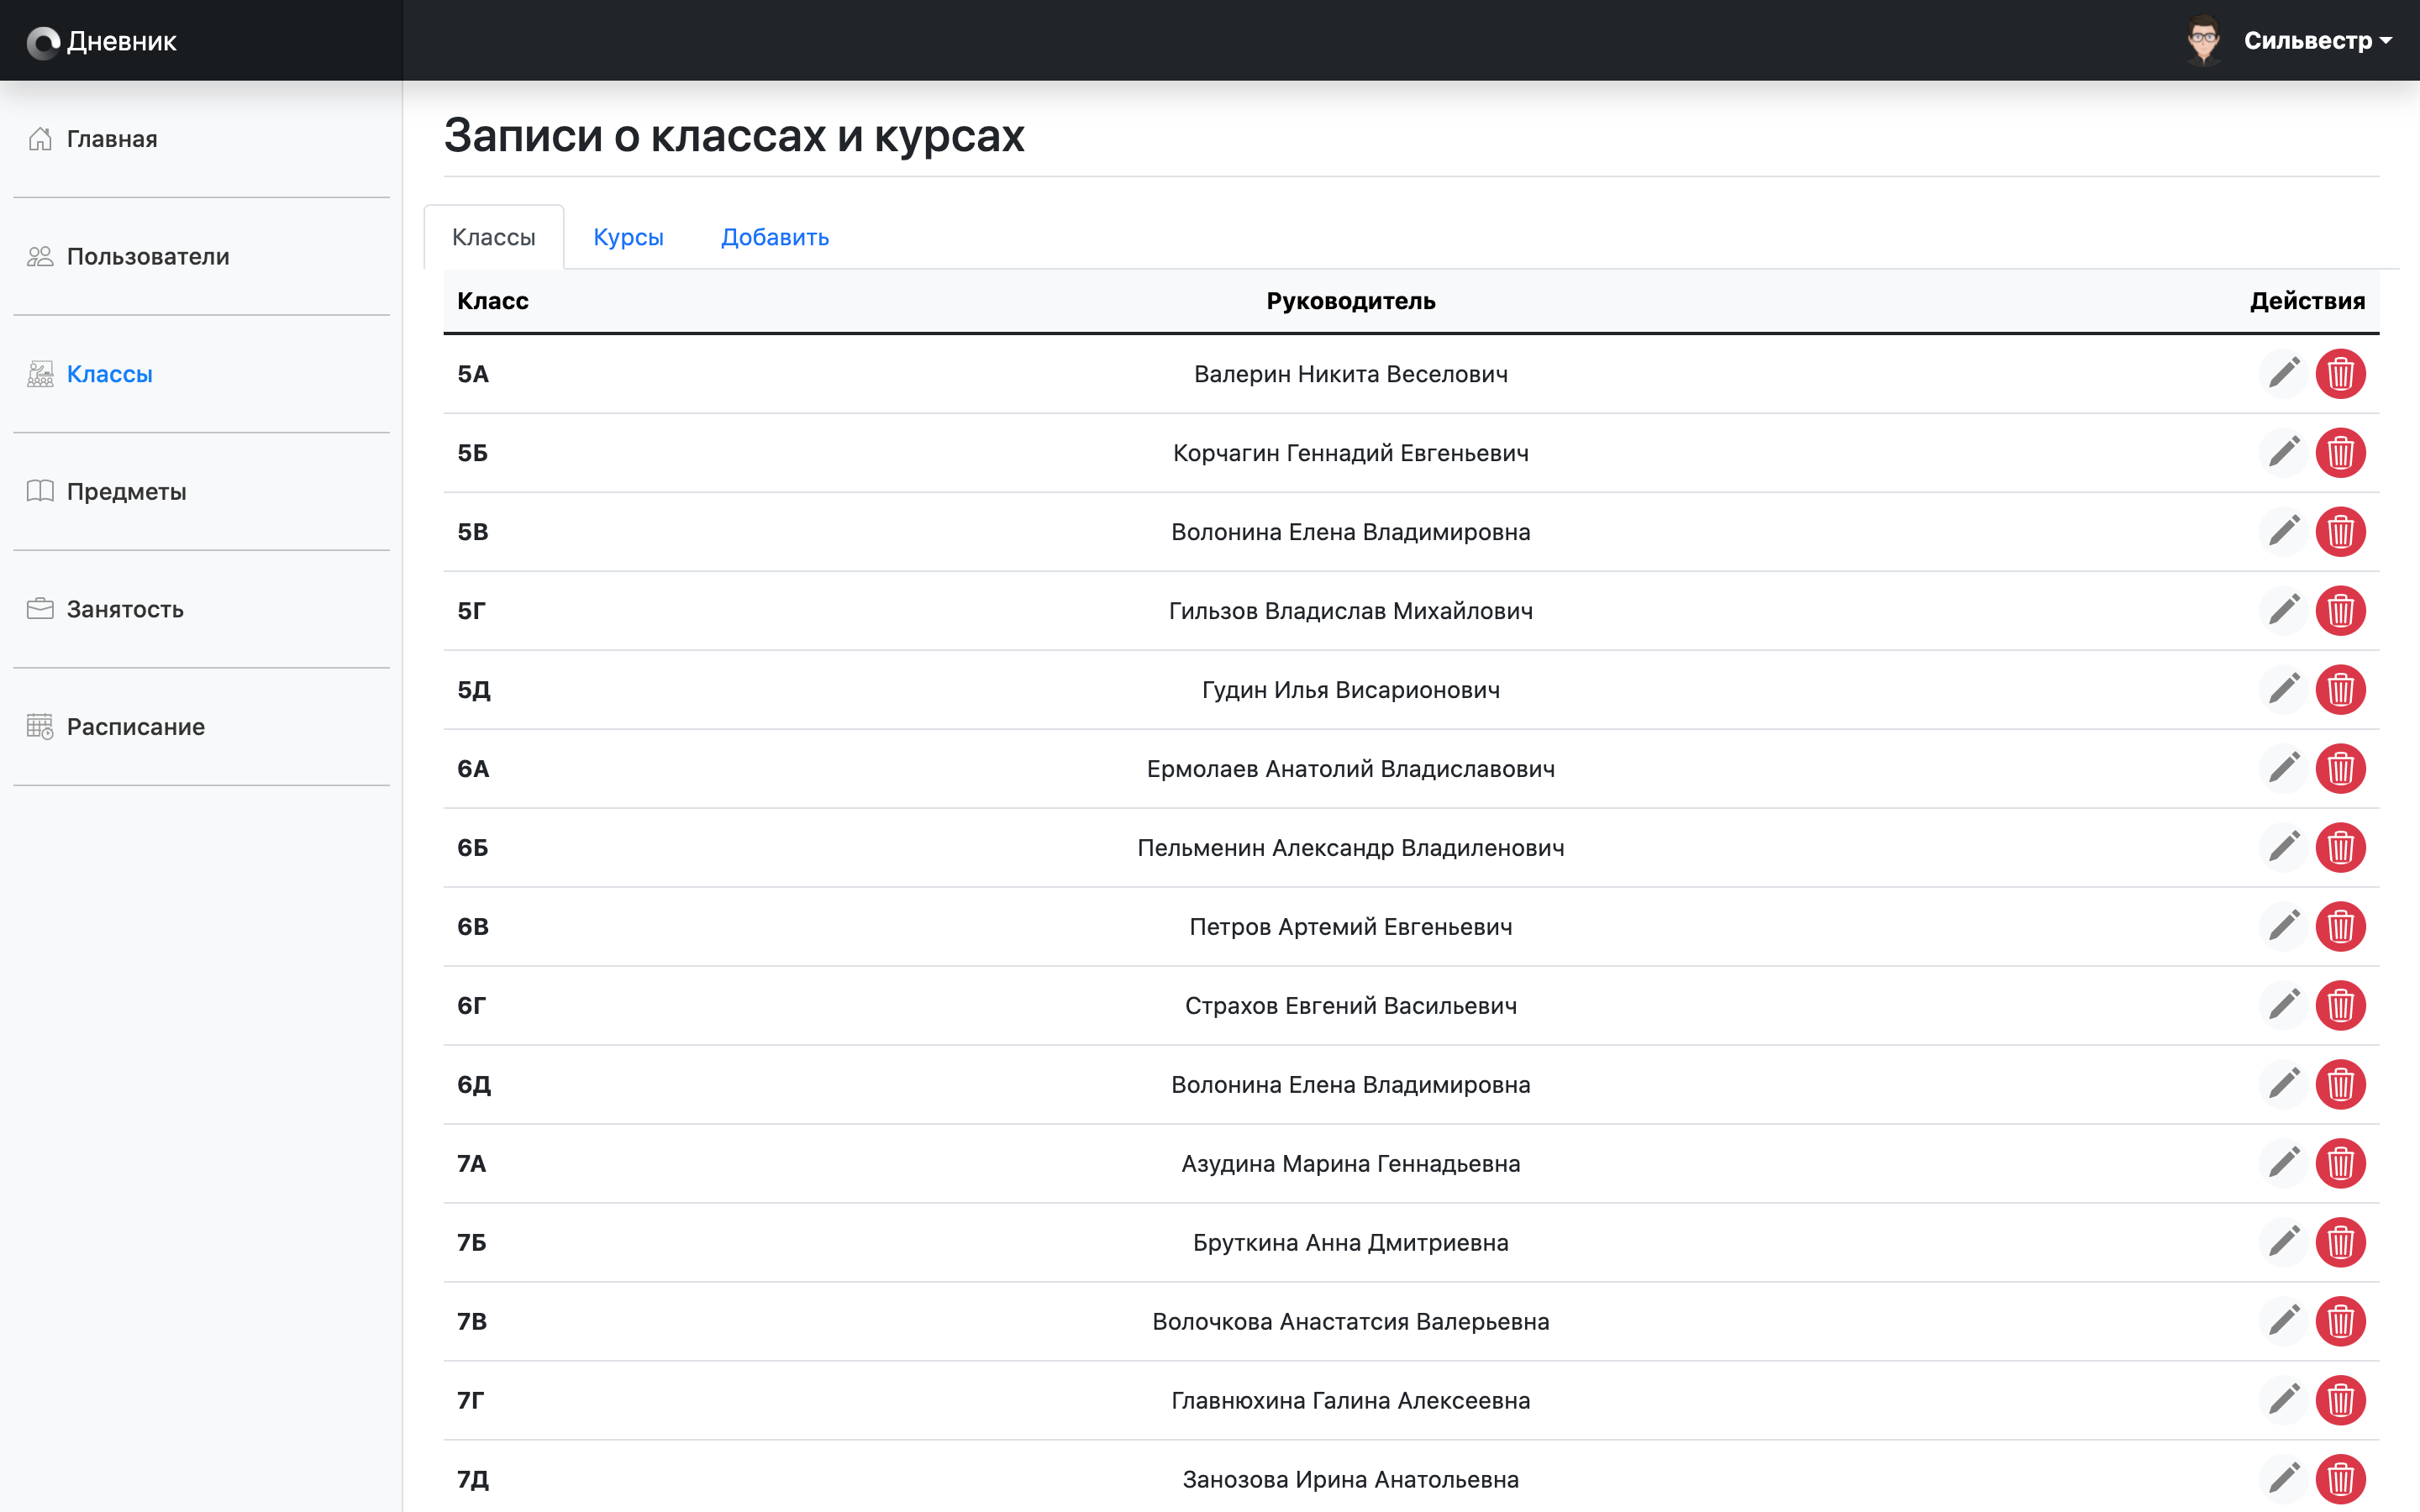 Дневник
Сильвестр
Главная
Пользователи
Классы
Предметы
Занятость
Расписание
Записи о классах и курсах
Классы Курсы Добавить
Класс Руководитель Действия
5А Валерин Никита Веселович
5Б Корчагин Геннадий Евгеньевич
5В Волонина Елена Владимировна
5Г Гильзов Владислав Михайлович
5Д Гудин Илья Висарионович
6А Ермолаев Анатолий Владиславович
6Б Пельменин Александр Владиленович
6В Петров Артемий Евгеньевич
6Г Страхов Евгений Васильевич
6Д Волонина Елена Владимировна
7А Азудина Марина Геннадьевна
7Б Бруткина Анна Дмитриевна
7В Волочкова Анастатсия Валерьевна
7Г Главнюхина Галина Алексеевна
7Д Занозова Ирина Анатольевна